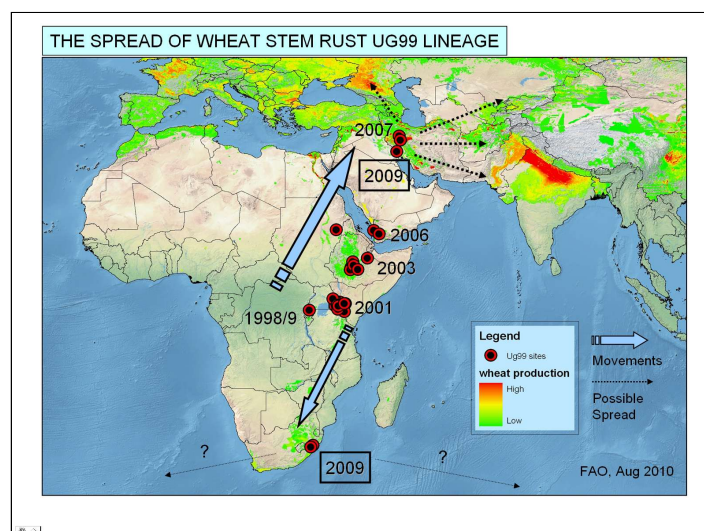 THE SPREAD OF WHEAT STEM RUST UG99 LINEAGE
2007
2009
2006
2003
1998/9
2001
Legend
Ug99 sites
wheat production
High
Low
Movements
Possible
Spread
?
2009
?
FAO, Aug 2010